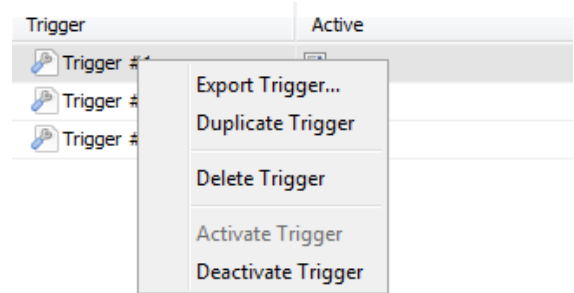 Trigger Active
Trigger #1
Export Trigger...
Trigger #
Duplicate Trigger
Trigger #
Delete Trigger
Activate Trigger
Deactivate Trigger